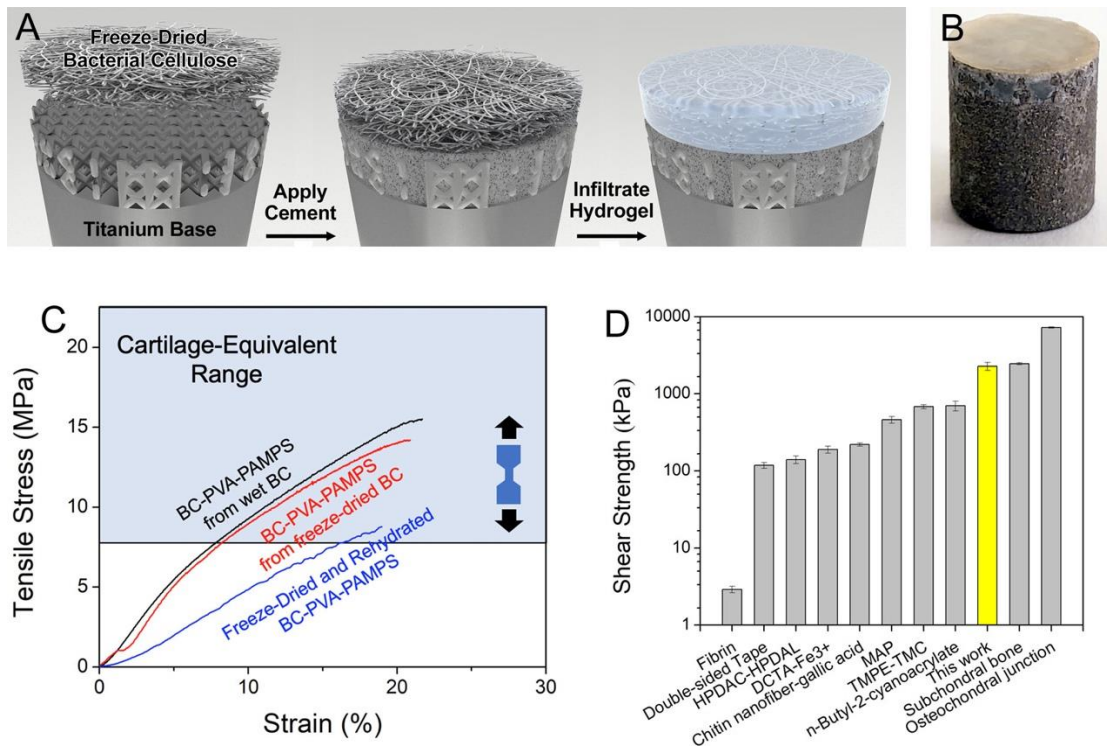 A
Freeze-Dried
Bacterial Cellulose
Titanium Base
Apply
Cement
Infiltrate
Hydrogel
B
C
Cartilage-Equivalent
Range
BC-PVA-PAMPS
from wet BC
BC-PVA-PAMPS
from freeze-dried BC
Freeze-Dried and Rehydrated
BC-PVA-PAMPS
Tensile Stress (MPa)
20
15
10
5
0
0
10
20
30
Strain (%)
D
Shear Strength (kPa)
10000
1000
100
10
1
Fibrin
Double-sided Tape
HPDAC-HPDAL
DCTA-Fe3+
Chitin nanofiber-gallic acid
MAP
TMPE-TMC
n-Butyl-2-cyanoacrylate
This work
Subchondral bone
Osteochondral junction